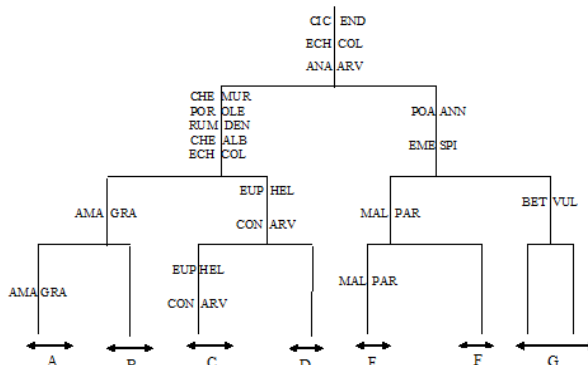 CIC END
ECH COL
ANA ARV
CHE MUR
POR OLE
RUM DEN
CHE ALB
ECH COL
POA ANN
EME SPI
AMA GRA
EUP HEL
CON ARV
MAL PAR
BET VUL
AMA GRA
EUP HEL
CON ARV
MAL PAR
A B C D E F G